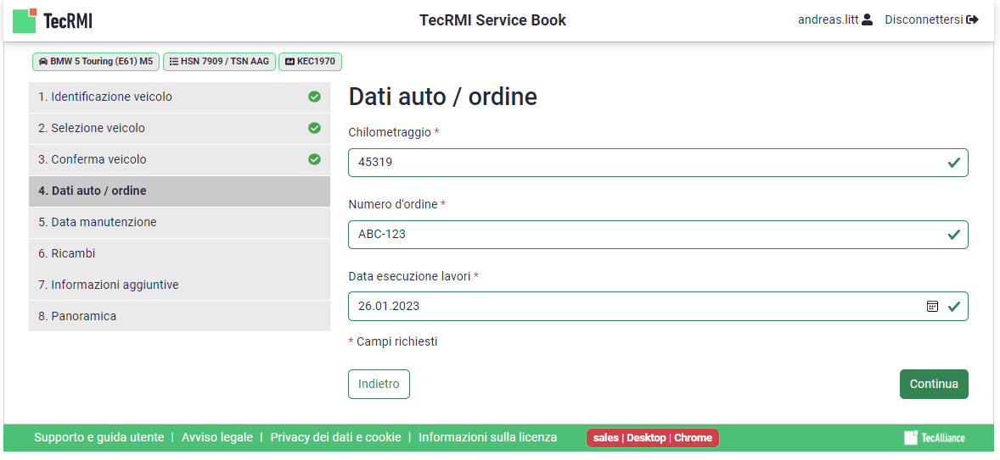 TecRMI
TecRMI Service Book
andreas.litt
Disconnettersi
BMW 5 Touring (E61) M5
HSN 7909 / TSN AAG
KEC1970
1. Identificazione veicolo
2. Selezione veicolo
3. Conferma veicolo
4. Dati auto / ordine
5. Data manutenzione
6. Ricambi
7. Informazioni aggiuntive
8. Panoramica
Dati auto / ordine
Chilometraggio *
45319
Numero d'ordine *
ABC-123
Data esecuzione lavori *
26.01.2023
* Campi richiesti
Indietro
Continua
Supporto e guida utente | Avviso legale | Privacy dei dati e cookie | Informazioni sulla licenza
sales | Desktop | Chrome
TecAlliance